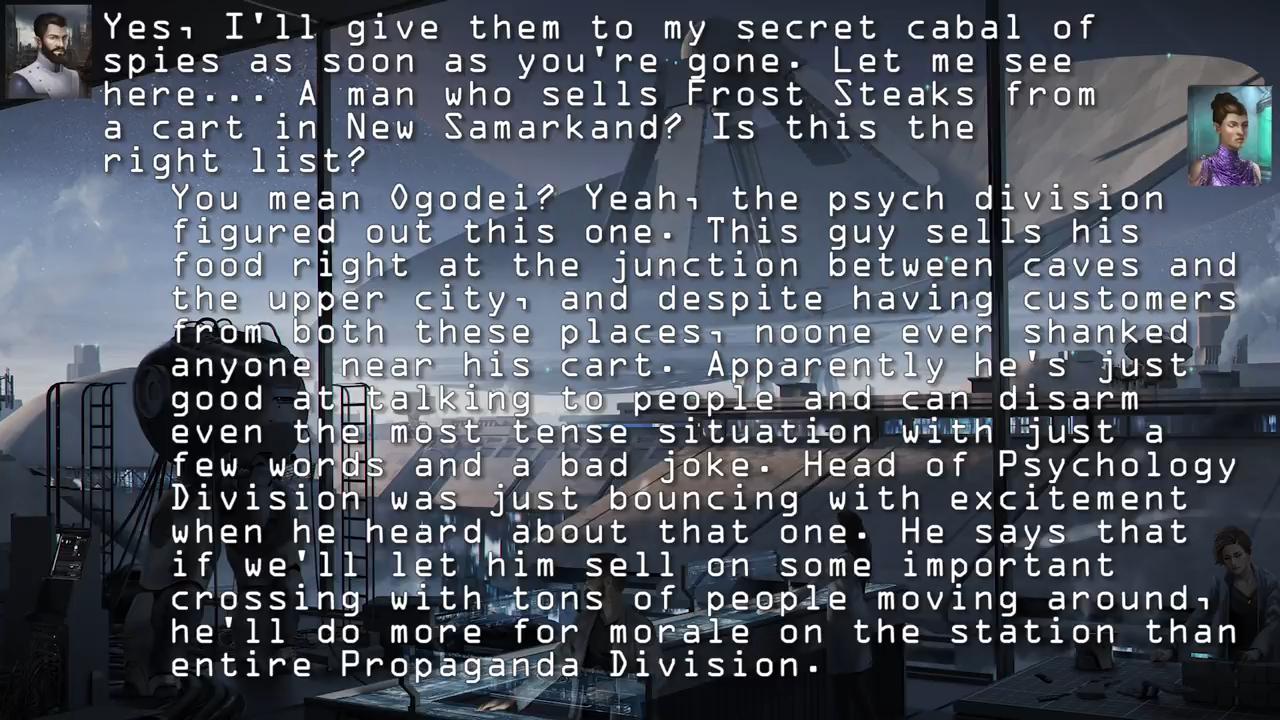 Yes, I'll give them to my secret cabal of
spies as soon as you're gone. Let me see
here... A man who sells Frost Steaks from
a cart in New Samarkand? Is this the
right list?
You mean Ogodei? Yeah, the psych division
figured out this one. This guy sells his
food right at the junction between caves and
the upper city, and despite having customers
from both these places, noone ever shanked
anyone near his cart. Apparently he's just
good at talking to people and can disarm
even the most tense situation with just a
few words and a bad joke. Head of Psychology
Division was just bouncing with excitement
when he heard about that one. He says that
if we'll let him sell on some important
crossing with tons of people moving around,
he'll do more for morale on the station than
entire Propaganda Division.